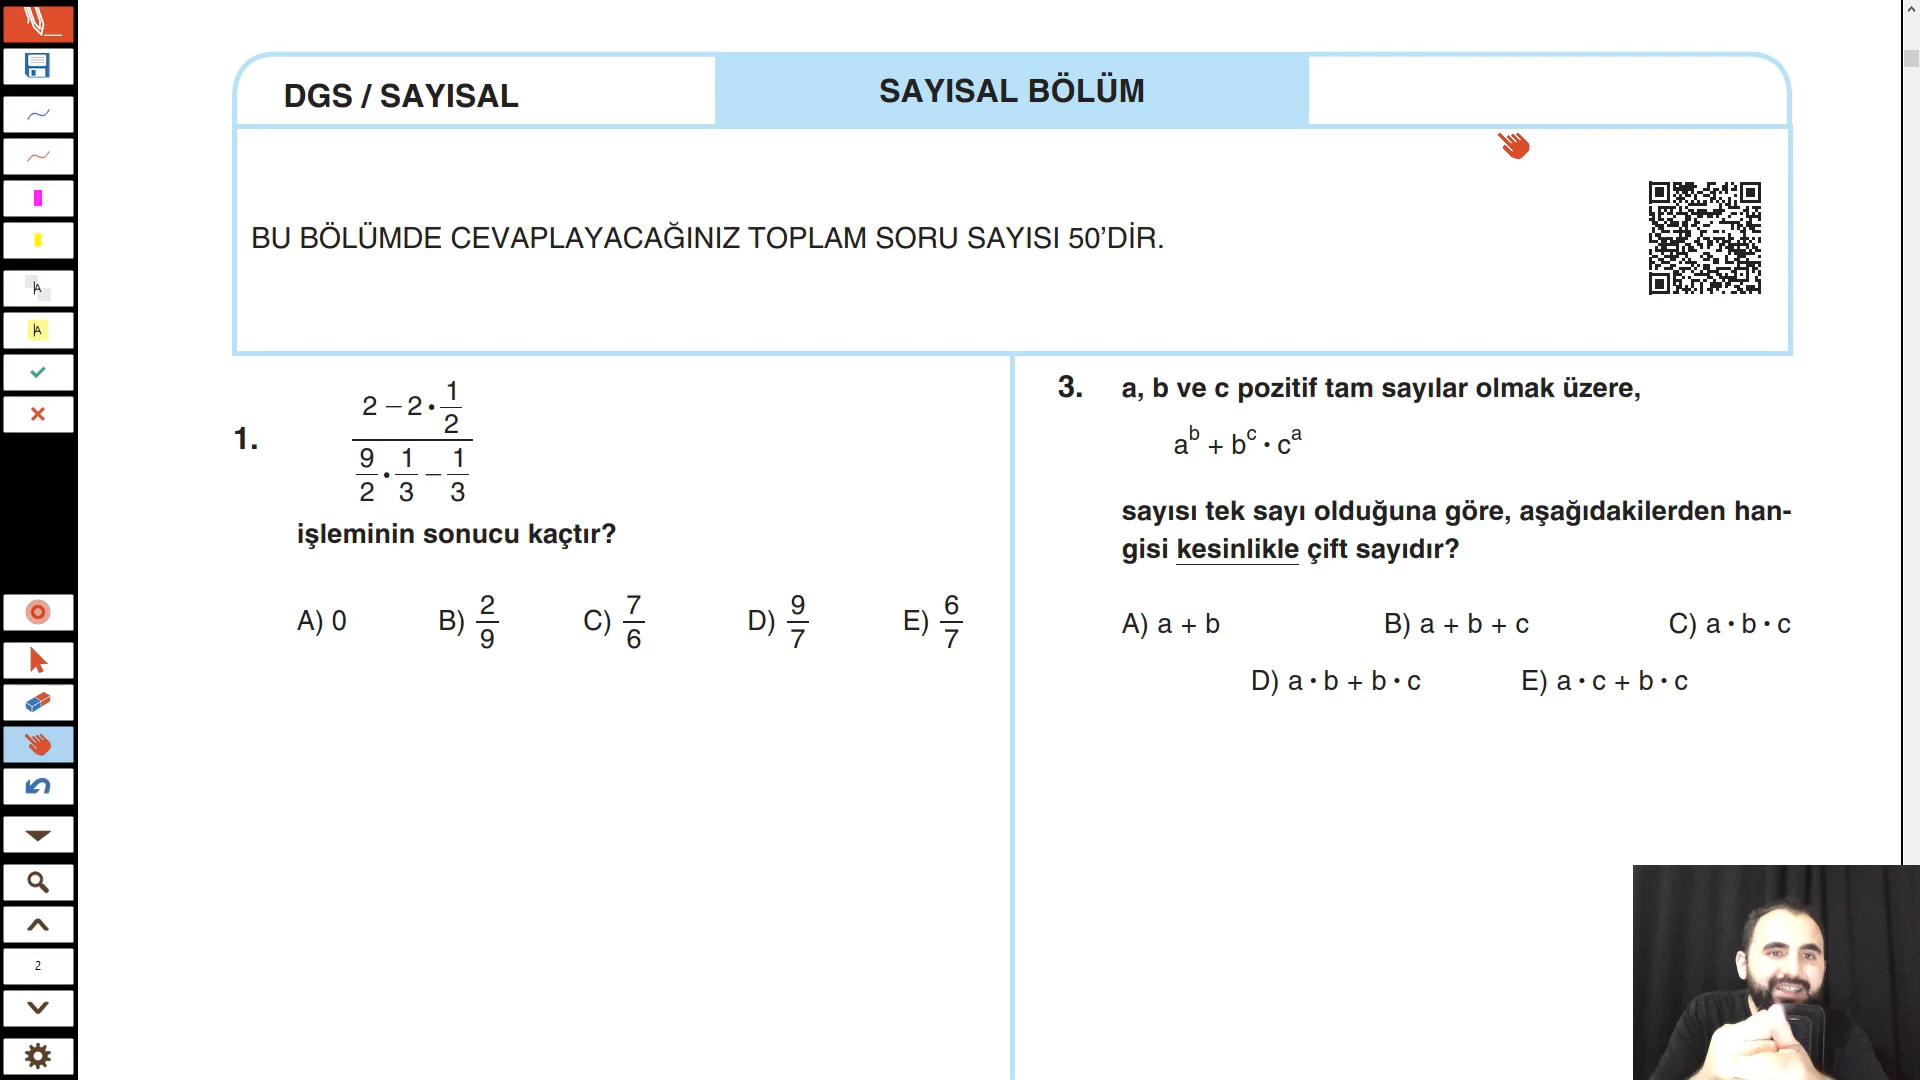 DGS / SAYISAL
SAYISAL BÖLÜM
BU BÖLÜMDE CEVAPLAYACAĞINIZ TOPLAM SORU SAYISI 50’DİR.
1.
2 − 2 • 1/2
9/2 • 1/3 − 1/3
işleminin sonucu kaçtır?
A) 0 B) 2/9 C) 7/6 D) 9/7 E) 6/7
3. a, b ve c pozitif tam sayılar olmak üzere,
a^b + b^c • c^a
sayısı tek sayı olduğuna göre, aşağıdakilerden han-
gisi kesinlikle çift sayıdır?
A) a + b B) a + b + c C) a • b • c
D) a • b + b • c E) a • c + b • c
A
A
2